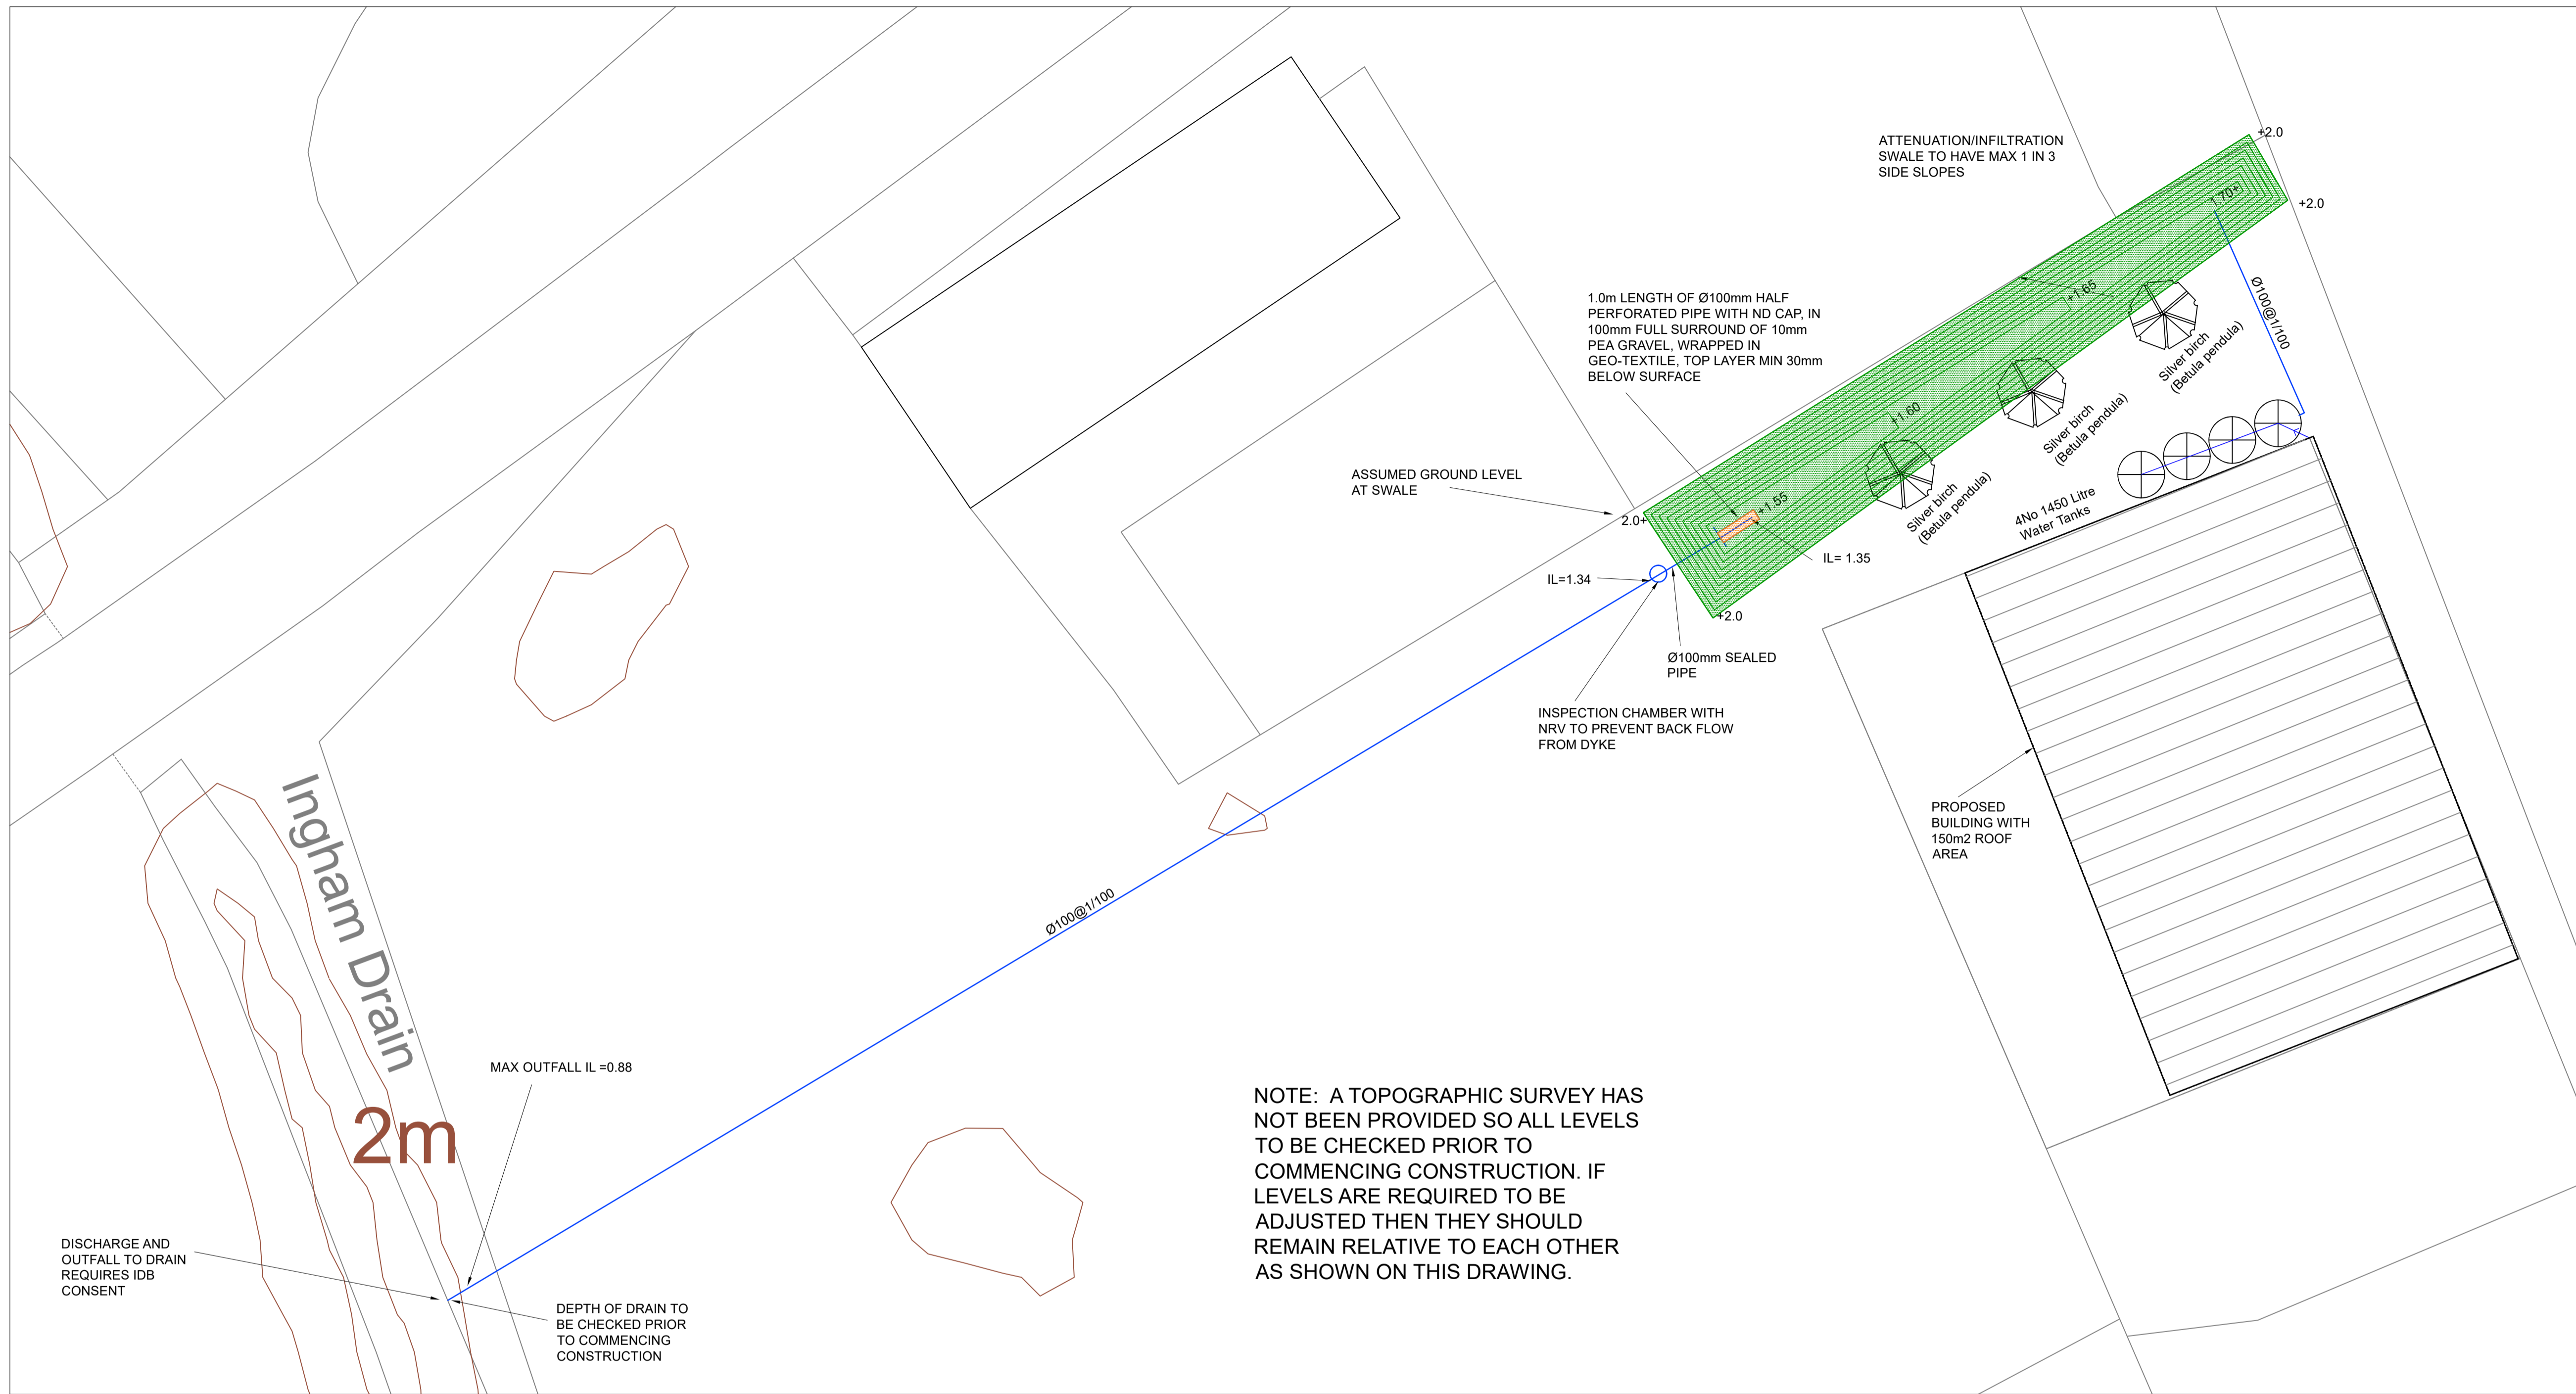 ATTENUATION/INFILTRATION
SWALE TO HAVE MAX 1 IN 3
SIDE SLOPES
+2.0
+2.0
1.70+
Ø100@1/100
+1.65
1.0m LENGTH OF Ø100mm HALF
PERFORATED PIPE WITH ND CAP, IN
100mm FULL SURROUND OF 10mm
PEA GRAVEL, WRAPPED IN
GEO-TEXTILE, TOP LAYER MIN 30mm
BELOW SURFACE
Silver birch
(Betula pendula)
Silver birch
(Betula pendula)
Silver birch
(Betula pendula)
+1.60
+1.55
ASSUMED GROUND LEVEL
AT SWALE
2.0+
4No 1450 Litre
Water Tanks
IL= 1.35
IL=1.34
+2.0
Ø100mm SEALED
PIPE
INSPECTION CHAMBER WITH
NRV TO PREVENT BACK FLOW
FROM DYKE
PROPOSED
BUILDING WITH
150m2 ROOF
AREA
Ø100@1/100
Ingham Drain
MAX OUTFALL IL =0.88
2m
DISCHARGE AND
OUTFALL TO DRAIN
REQUIRES IDB
CONSENT
DEPTH OF DRAIN TO
BE CHECKED PRIOR
TO COMMENCING
CONSTRUCTION
NOTE: A TOPOGRAPHIC SURVEY HAS
NOT BEEN PROVIDED SO ALL LEVELS
TO BE CHECKED PRIOR TO
COMMENCING CONSTRUCTION. IF
LEVELS ARE REQUIRED TO BE
ADJUSTED THEN THEY SHOULD
REMAIN RELATIVE TO EACH OTHER
AS SHOWN ON THIS DRAWING.